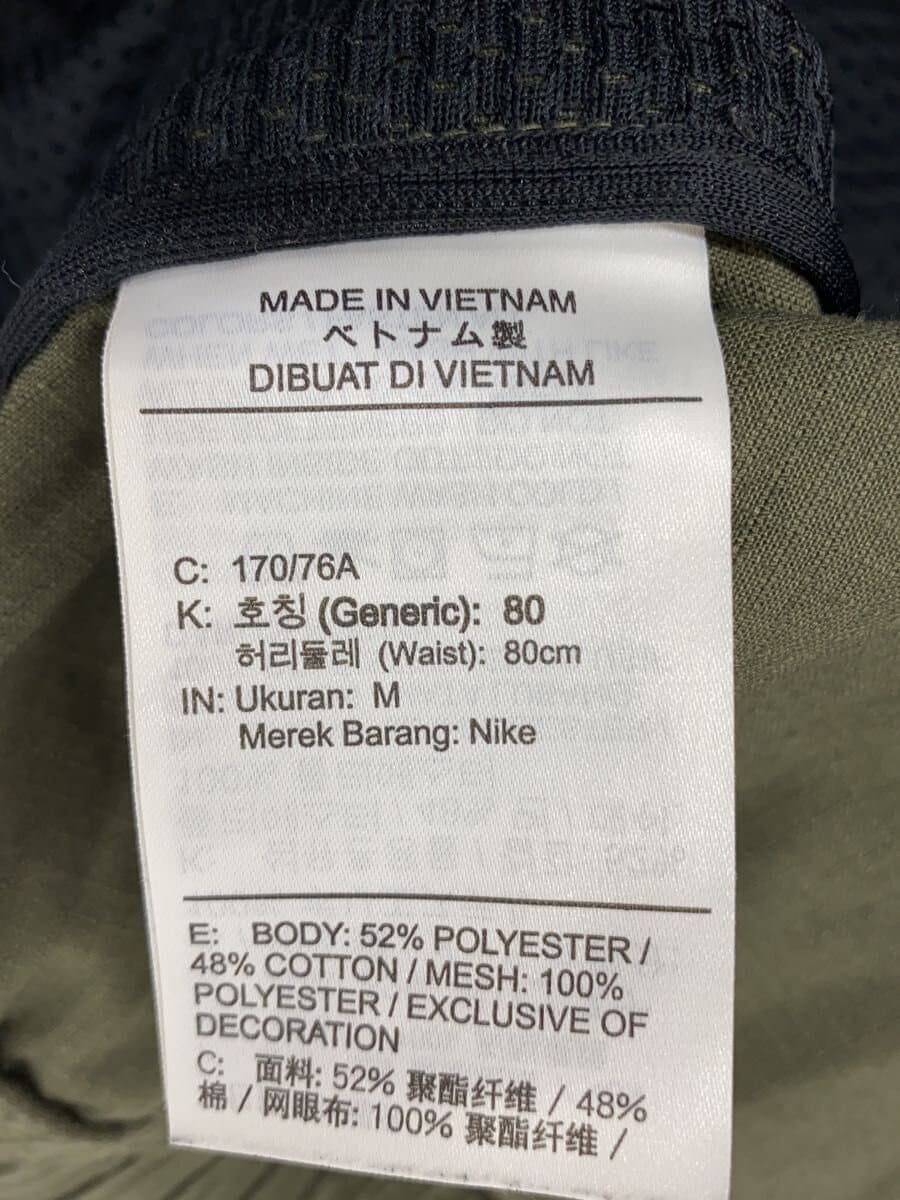 MADE IN VIETNAM
ベトナム製
DIBUAT DI VIETNAM
C: 170/76A
K: 호칭 (Generic): 80
허리둘레 (Waist): 80cm
IN: Ukuran: M
Merek Barang: Nike
E: BODY: 52% POLYESTER /
48% COTTON / MESH: 100%
POLYESTER / EXCLUSIVE OF
DECORATION
C: 面料: 52% 聚酯纤维 / 48%
棉 / 网眼布: 100% 聚酯纤维 /